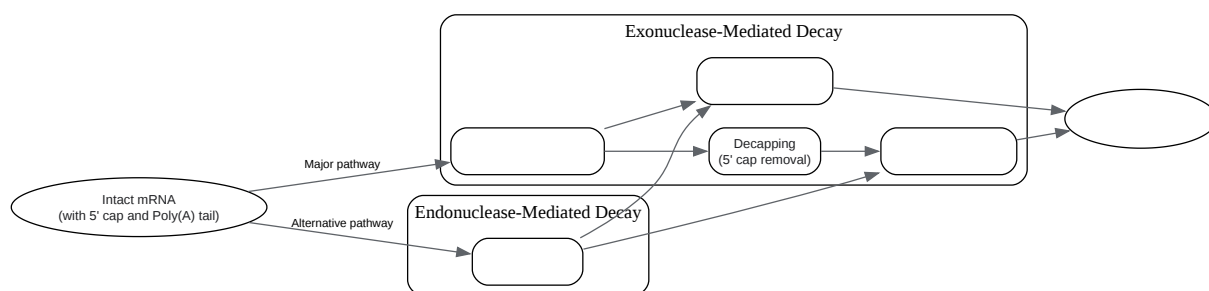 Exonuclease-Mediated Decay
Decapping
(5' cap removal)
Major pathway
Intact mRNA
(with 5' cap and Poly(A) tail)
Alternative pathway
Endonuclease-Mediated Decay